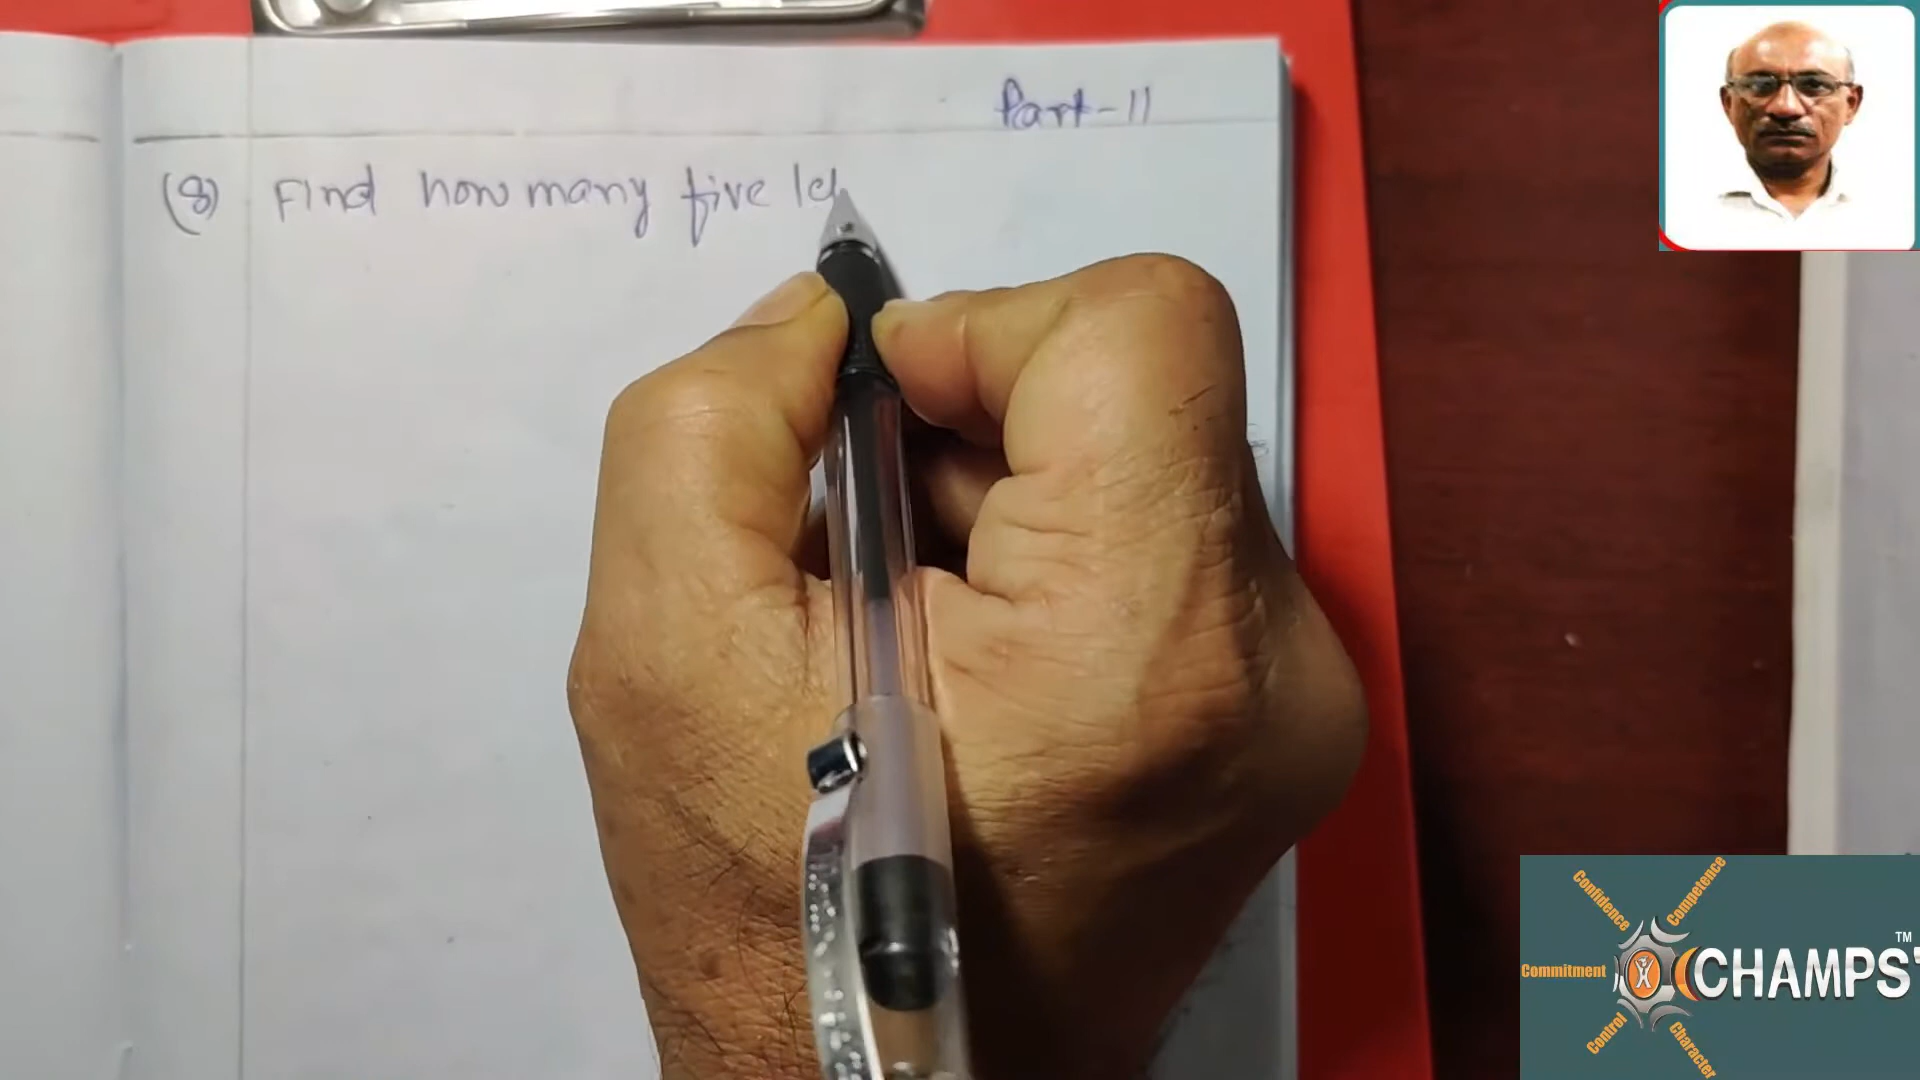 Part-11
(8) Find how many five le
Confidence
Competence
Commitment
CHAMPS
TM
Control
Character